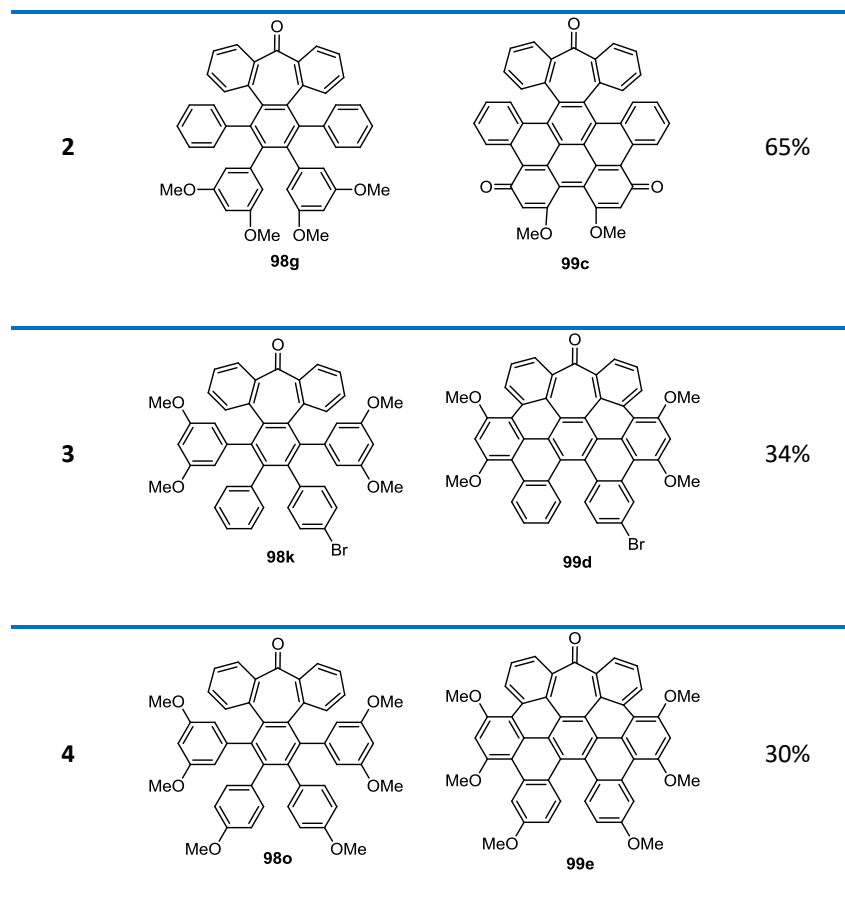 O O
2 65%
O O
MeO OMe
OMe OMe MeO OMe
98g 99c
O O
MeO OMe MeO OMe
3 34%
MeO OMe MeO OMe
Br Br
98k 99d
O O
MeO OMe MeO OMe
4 30%
MeO OMe MeO OMe
MeO OMe MeO OMe
98o 99e